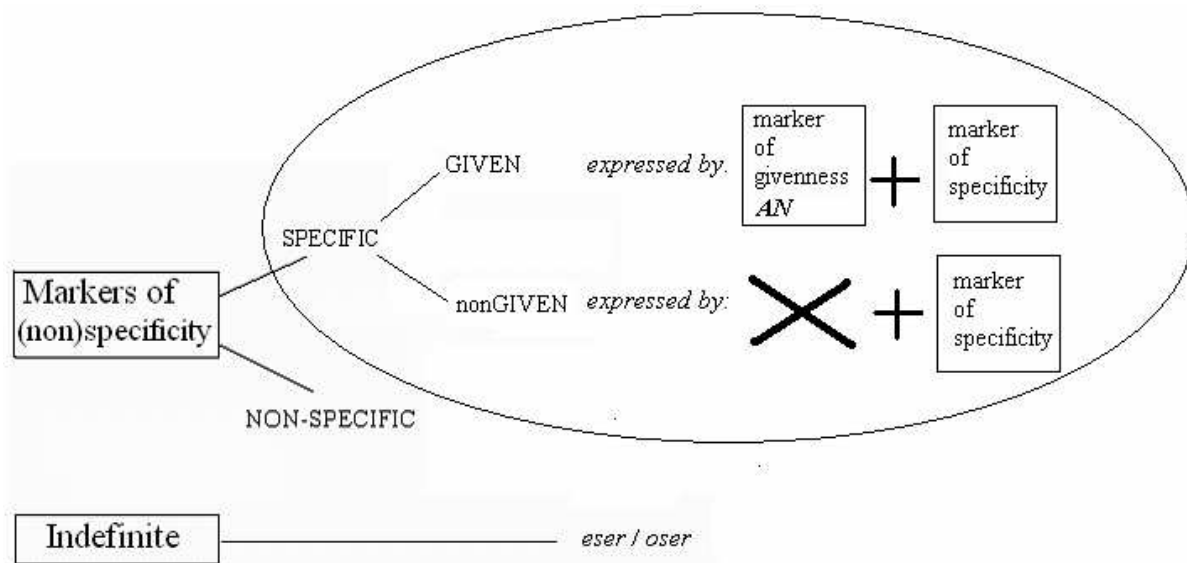 GIVEN
expressed by:
marker
of
givenness
AN
+
marker
of
specificity
SPECIFIC
Markers of
(non)specificity
nonGIVEN
expressed by:
+
marker
of
specificity
NON-SPECIFIC
Indefinite
eser / oser